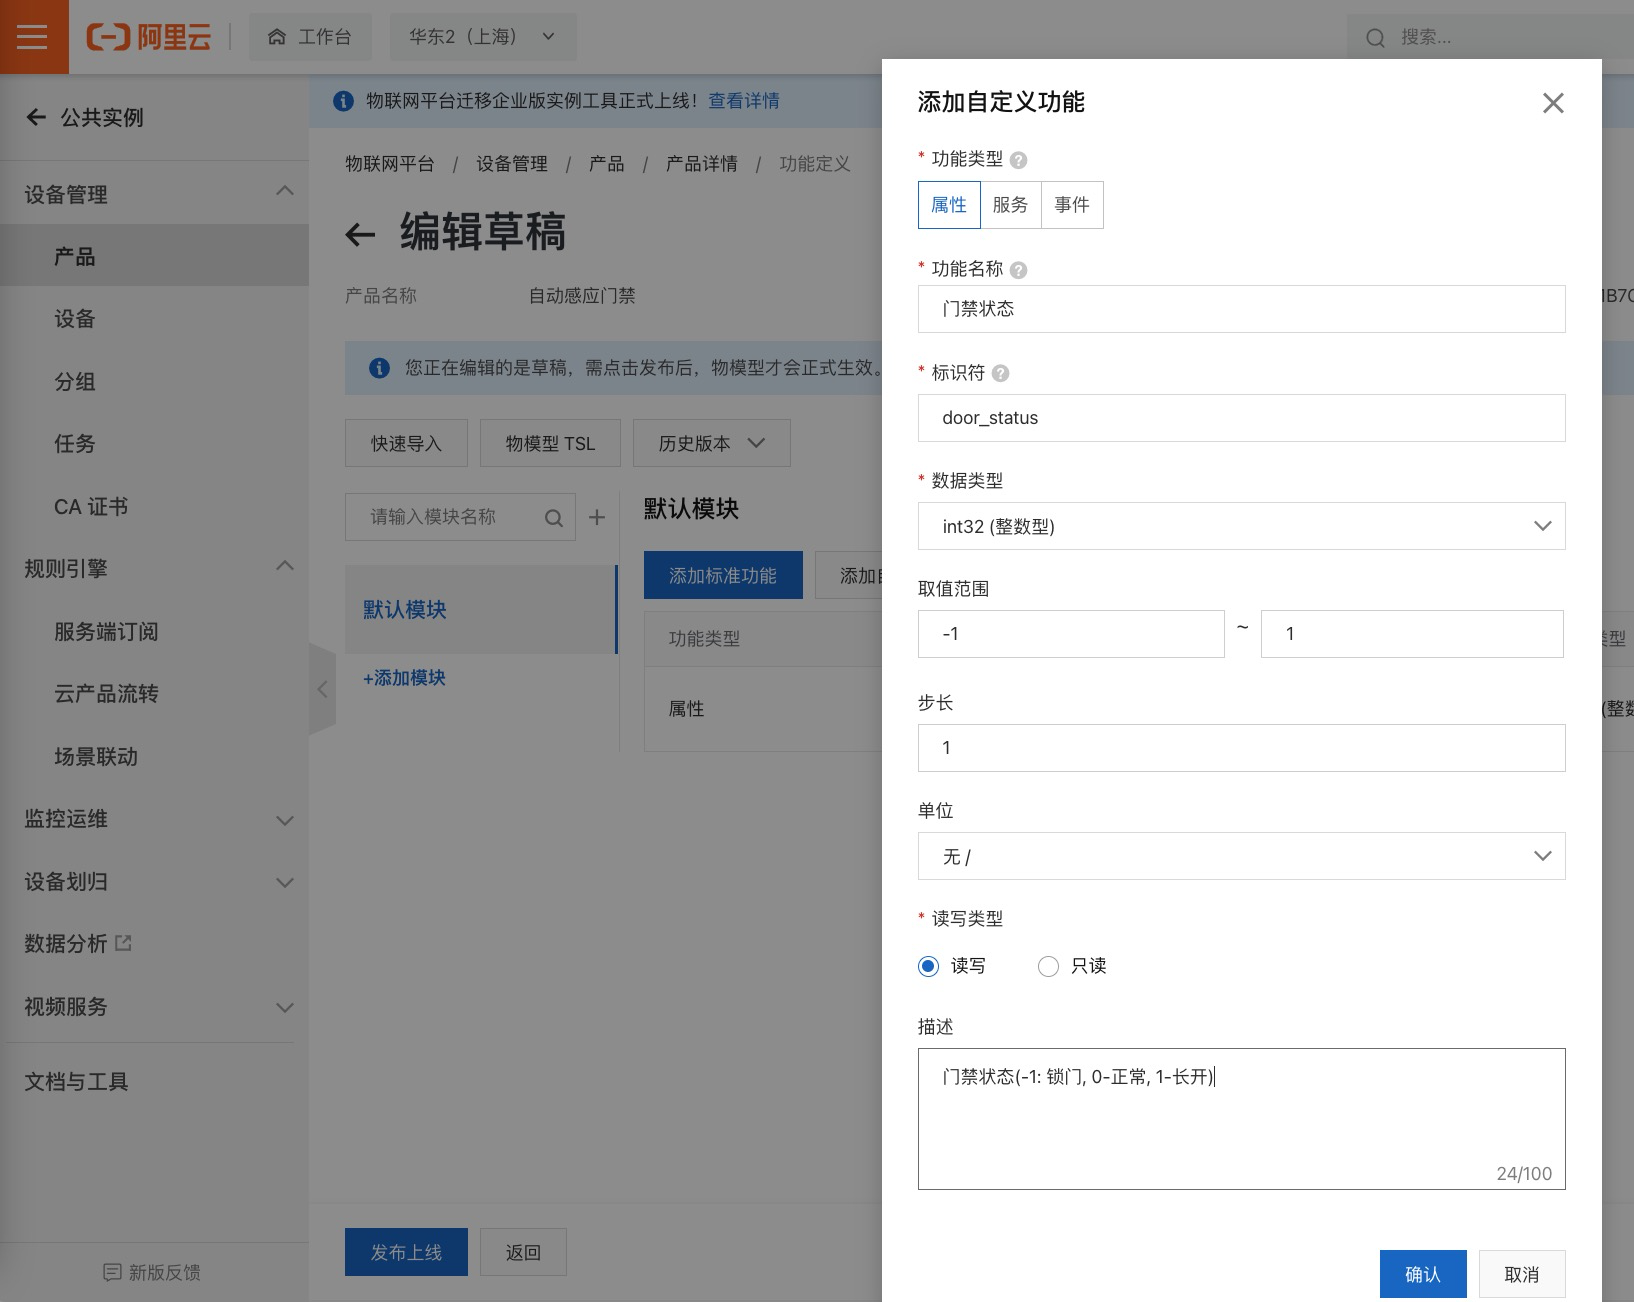 阿里云
工作台
华东2（上海）
搜索...
公共实例
设备管理
产品
设备
分组
任务
CA 证书
规则引擎
服务端订阅
云产品流转
场景联动
监控运维
设备划归
数据分析
视频服务
文档与工具
新版反馈
物联网平台迁移企业版实例工具正式上线！查看详情
物联网平台 / 设备管理 / 产品 / 产品详情 / 功能定义
编辑草稿
产品名称 自动感应门禁
您正在编辑的是草稿，需点击发布后，物模型才会正式生效。
快速导入 物模型 TSL 历史版本
请输入模块名称
默认模块
+添加模块
默认模块
添加标准功能 添加
功能类型
属性
发布上线 返回
添加自定义功能
* 功能类型
属性 服务 事件
* 功能名称
门禁状态
* 标识符
door_status
* 数据类型
int32 (整数型)
取值范围
-1 ~ 1
步长
1
单位
无 /
* 读写类型
读写 只读
描述
门禁状态(-1: 锁门, 0-正常, 1-长开)
24/100
确认 取消